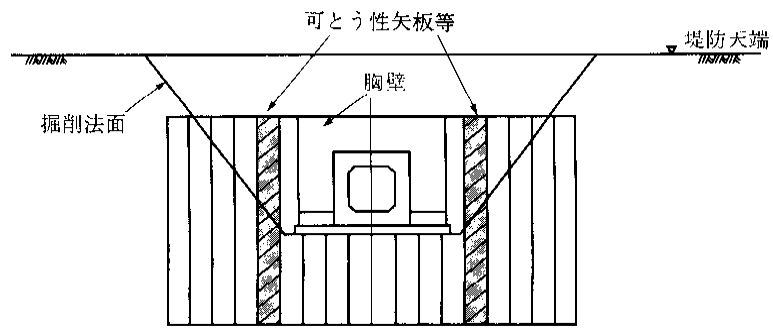 可とう性矢板等
堤防天端
胸壁
掘削法面